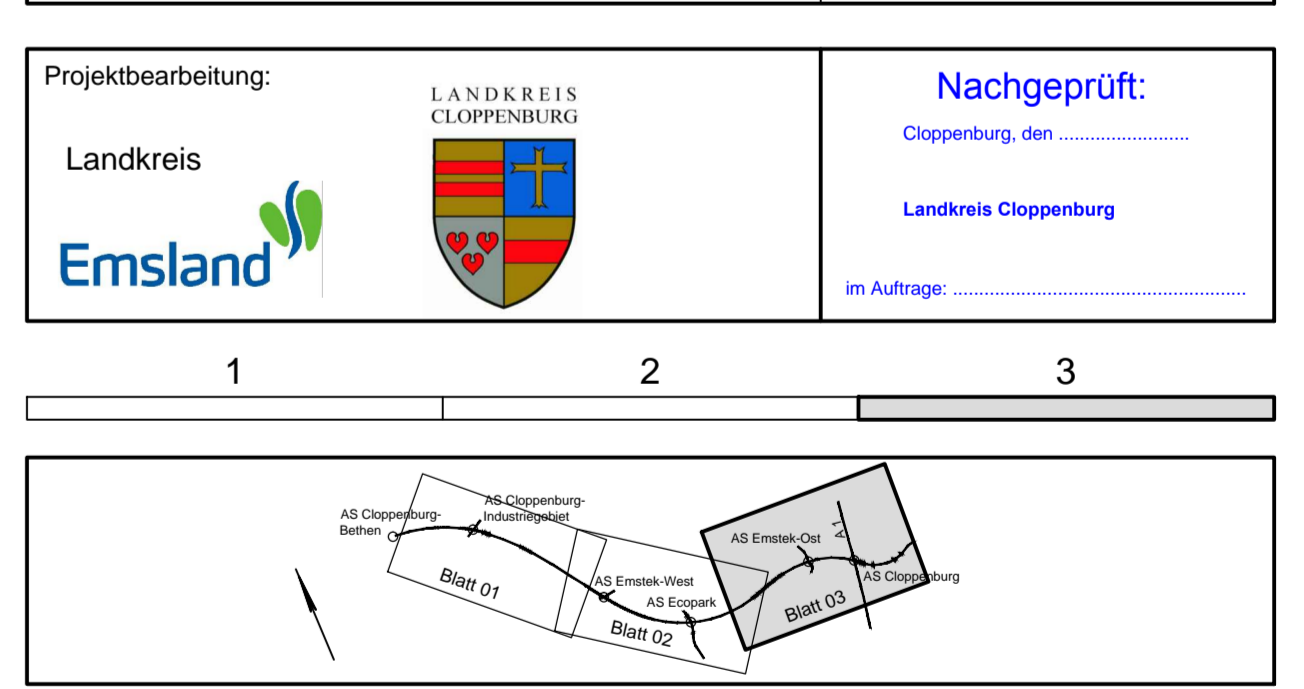 Projektbearbeitung:
Landkreis
Emsland
LANDKREIS
CLOPPENBURG
Nachgeprüft:
Cloppenburg, den .........................
Landkreis Cloppenburg
im Auftrage: ........................................................
1 2 3
AS Cloppenburg-
Bethen
AS Cloppenburg-
Industriegebiet
Blatt 01
AS Emstek-West
AS Ecopark
Blatt 02
AS Emstek-Ost
A 1
AS Cloppenburg
Blatt 03